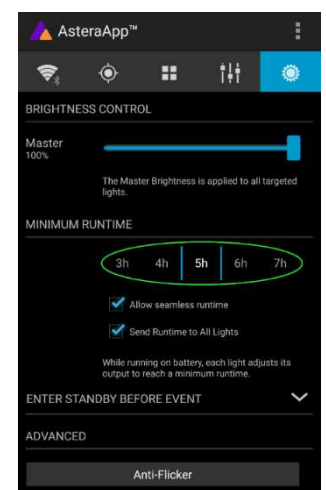 AsteraApp™
BRIGHTNESS CONTROL
Master
100%
The Master Brightness is applied to all targeted
lights.
MINIMUM RUNTIME
3h 4h 5h 6h 7h
Allow seamless runtime
Send Runtime to All Lights
While running on battery, each light adjusts its
output to reach a minimum runtime.
ENTER STANDBY BEFORE EVENT
ADVANCED
Anti-Flicker